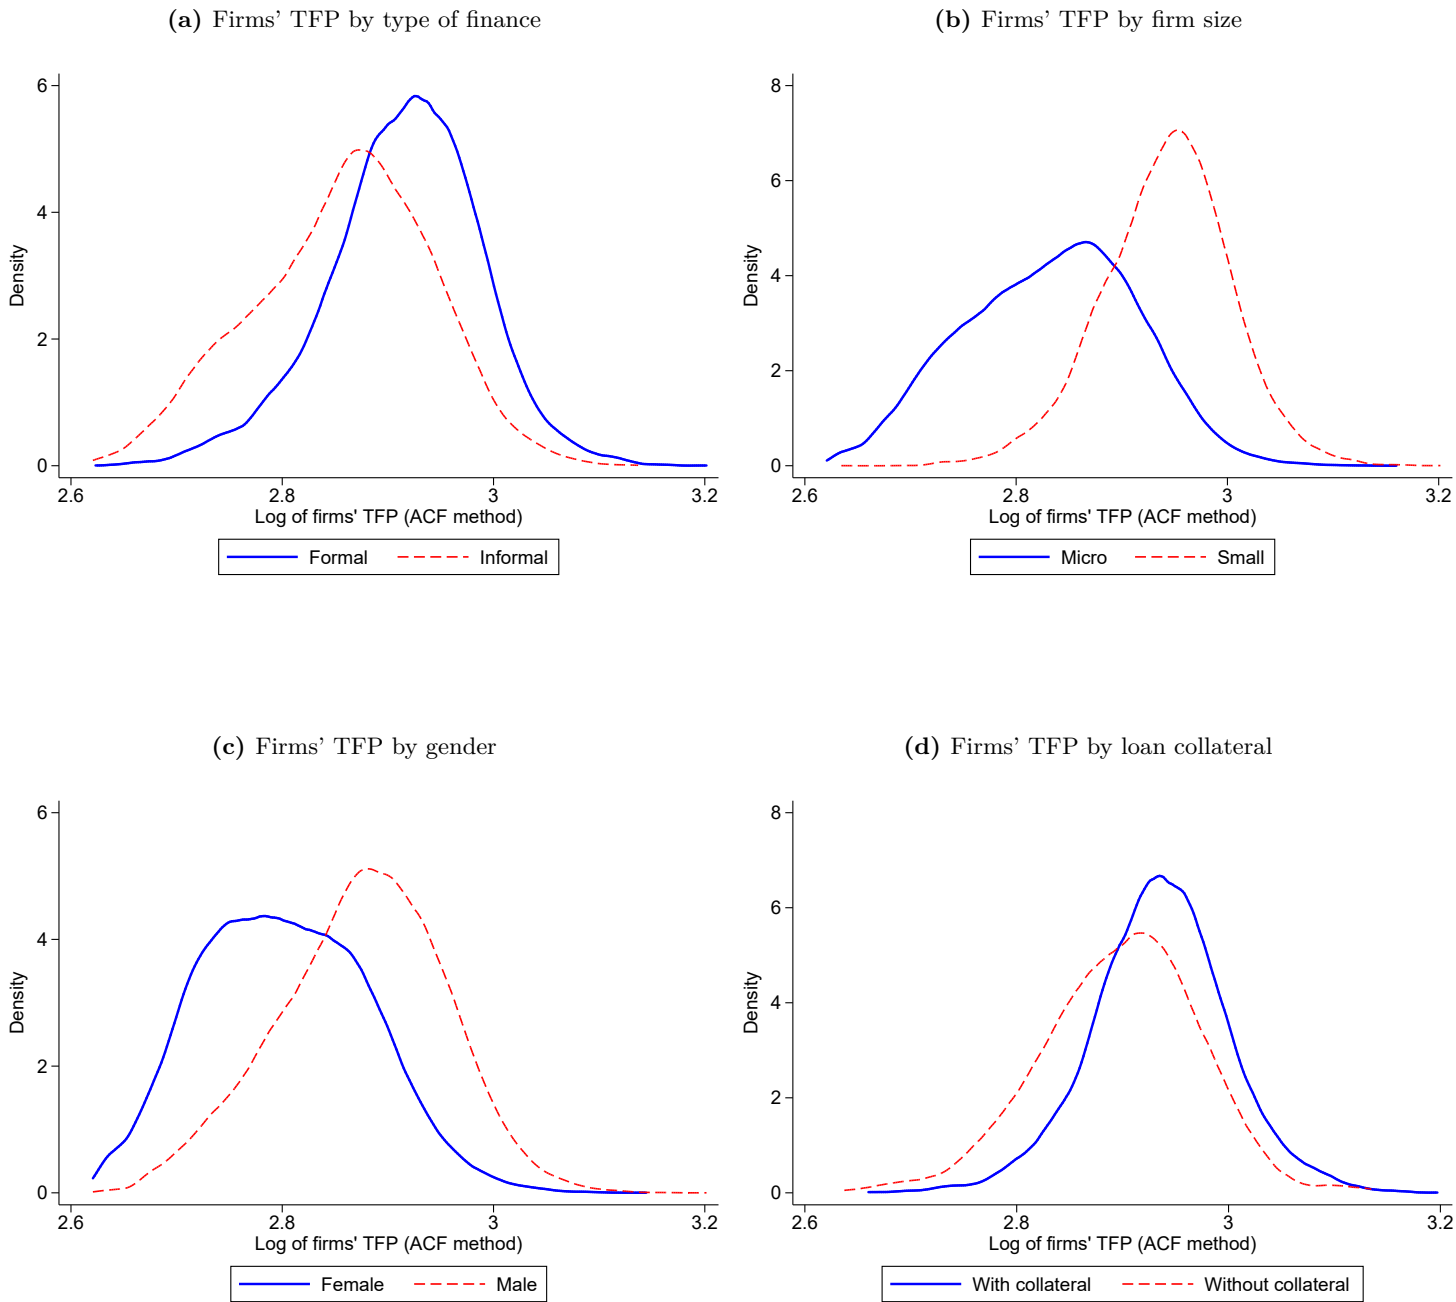 (a) Firms' TFP by type of finance
6
4
2
0
Density
2.6 2.8 3 3.2
Log of firms' TFP (ACF method)
Formal Informal
(b) Firms' TFP by firm size
8
6
4
2
0
Density
2.6 2.8 3 3.2
Log of firms' TFP (ACF method)
Micro Small
(c) Firms' TFP by gender
6
4
2
0
Density
2.6 2.8 3 3.2
Log of firms' TFP (ACF method)
Female Male
(d) Firms' TFP by loan collateral
8
6
4
2
0
Density
2.6 2.8 3 3.2
Log of firms' TFP (ACF method)
With collateral Without collateral